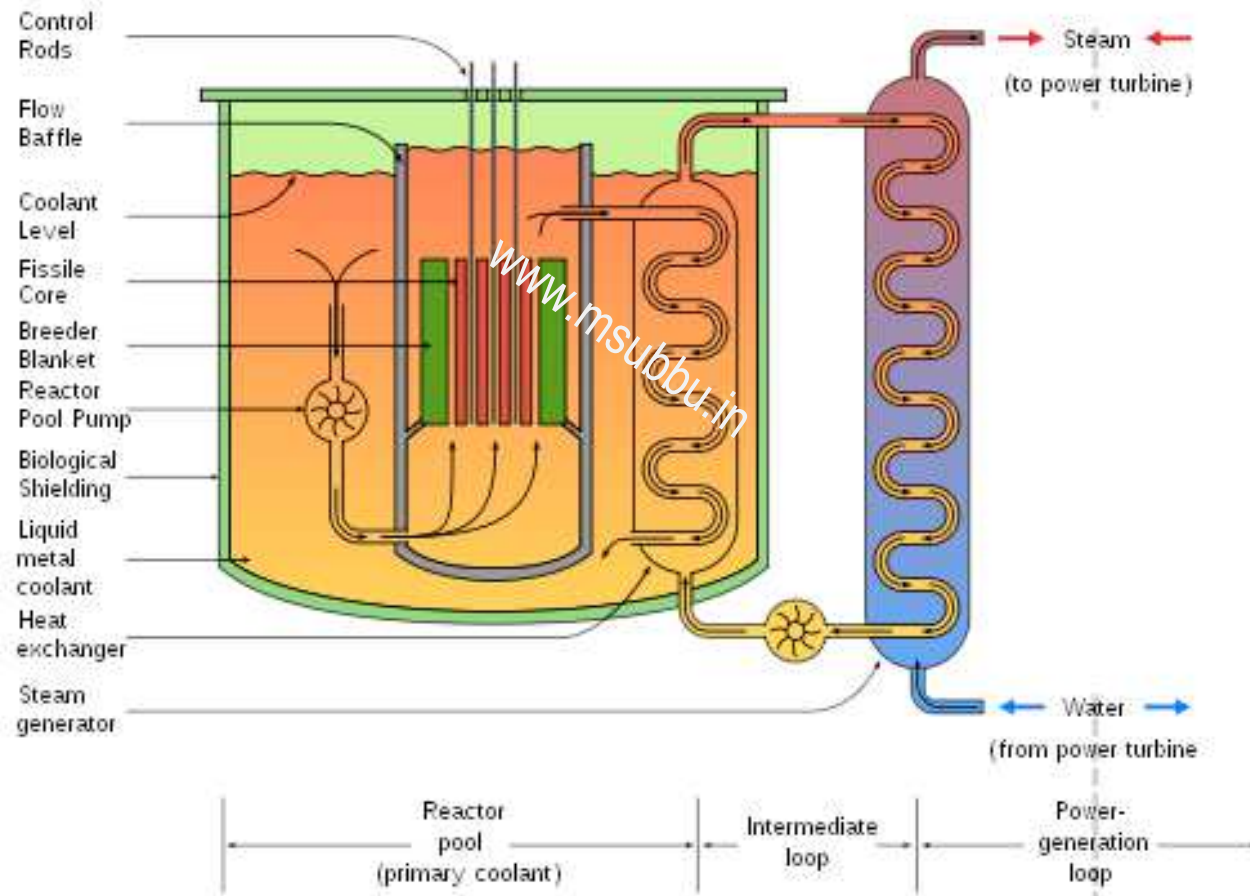 Control
Rods
Flow
Baffle
Coolant
Level
Fissile
Core
Breeder
Blanket
Reactor
Pool Pump
Biological
Shielding
Liquid
metal
coolant
Heat
exchanger
Steam
generator
www.msubbu.in
Steam
(to power turbine)
Water
(from power turbine
Reactor
pool
(primary coolant)
Intermediate
loop
Power-
generation
loop